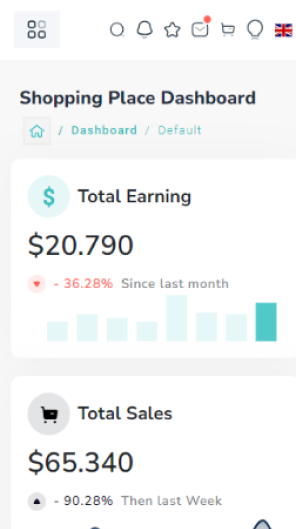 Shopping Place Dashboard
/ Dashboard / Default
$ Total Earning
$20.790
- 36.28% Since last month
Total Sales
$65.340
- 90.28% Then last Week